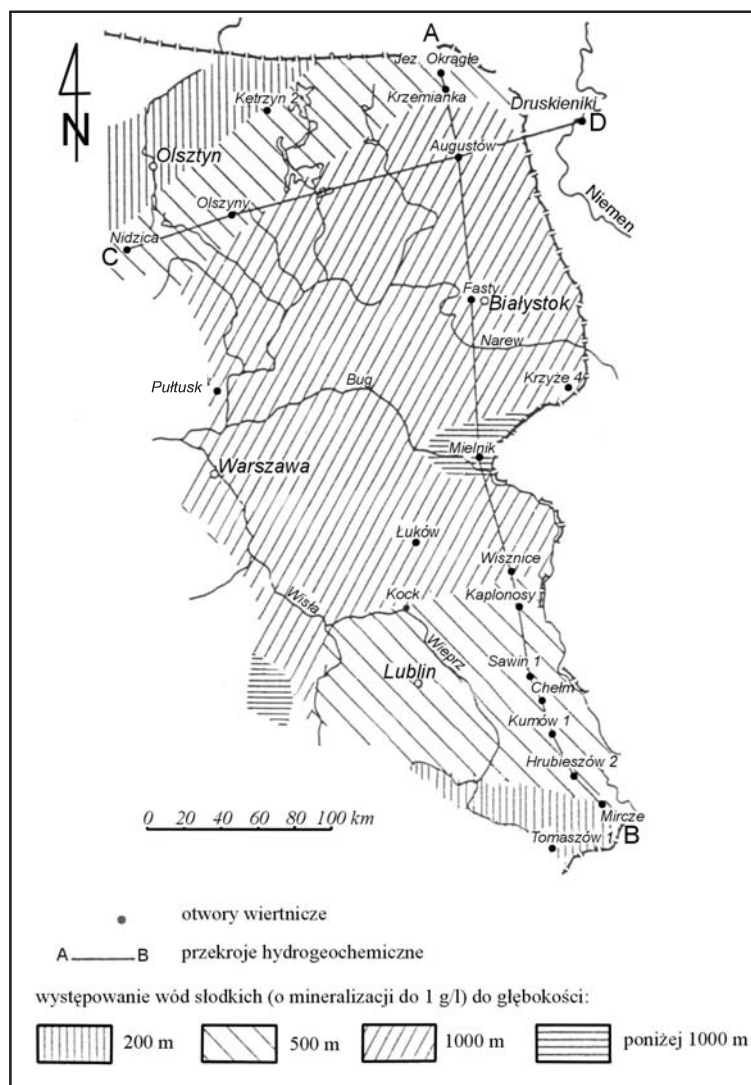 A
Jez. Okrągłe
Krzemianka
Kętrzyn 2
Druskieniki
D
N
Augustów
Olsztyn
Olszyny
Niemen
Nidzica
C
Fasty
Białystok
Narew
Krzyże 4
Pułtusk
Bug
Mielnik
Warszawa
Łuków
Wisznice
Kock
Kaplonosy
Wisła
Wieprz
Sawin 1
Lublin
Chełm
Kumów 1
Hrubieszów 2
0 20 40 60 80 100 km
Mircze
Tomaszów 1
B
otwory wiertnicze
A B przekroje hydrogeochemiczne
występowanie wód słodkich (o mineralizacji do 1 g/l) do głębokości:
200 m 500 m 1000 m poniżej 1000 m